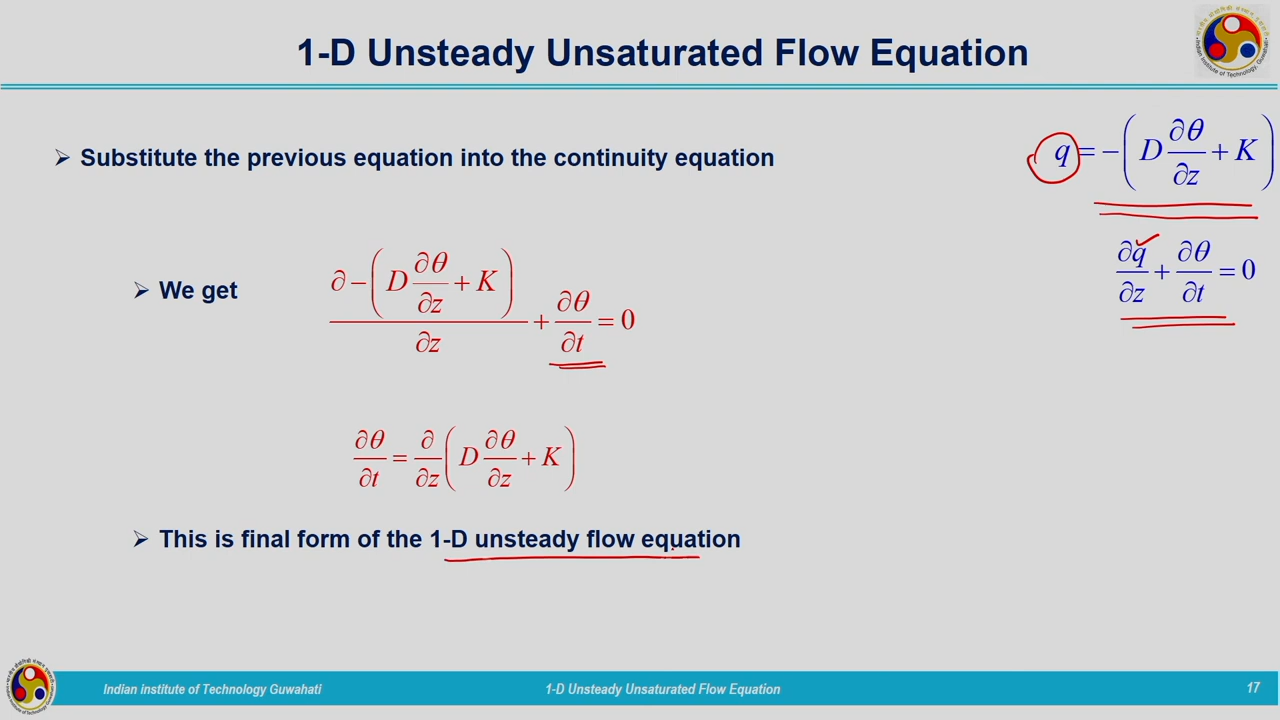 1-D Unsteady Unsaturated Flow Equation
➢ Substitute the previous equation into the continuity equation
q = −(D ∂θ/∂z + K)
∂q/∂z + ∂θ/∂t = 0
➢ We get
∂−(D ∂θ/∂z + K)/∂z + ∂θ/∂t = 0
∂θ/∂t = ∂/∂z (D ∂θ/∂z + K)
➢ This is final form of the 1-D unsteady flow equation
Indian institute of Technology Guwahati
1-D Unsteady Unsaturated Flow Equation
17